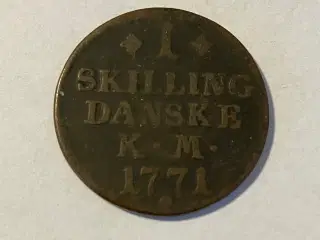 1
SKILLING
DANSKE
K · M ·
1771